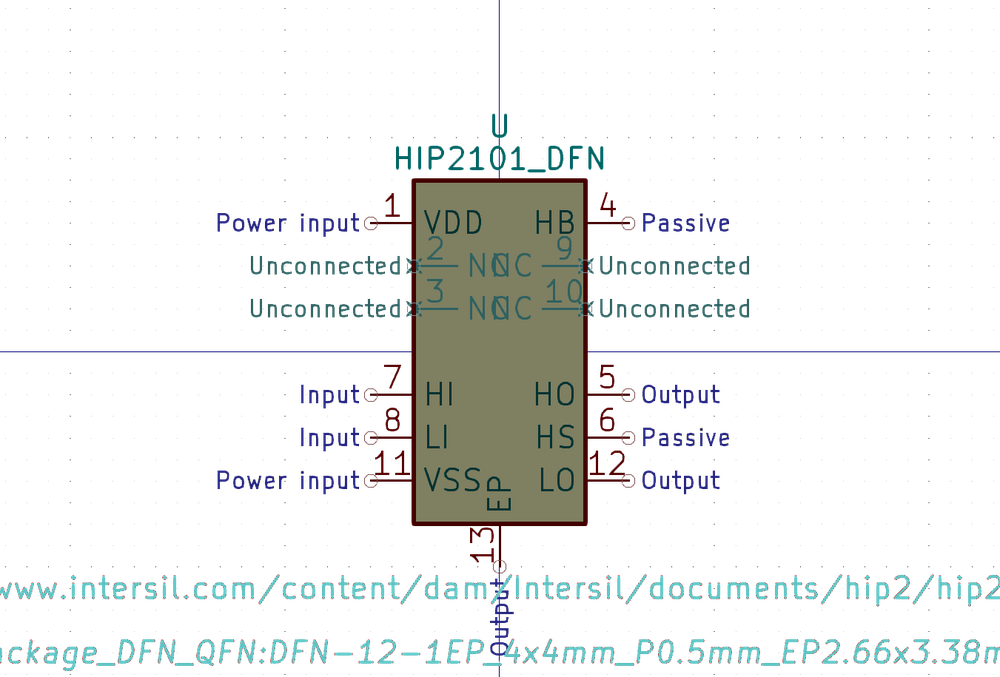 U
HIP2101_DFN
Power input 1 VDD HB 4 Passive
Unconnected 2 NC NC 9 Unconnected
Unconnected 3 NC NC 10 Unconnected
Input 7 HI HO 5 Output
Input 8 LI HS 6 Passive
Power input 11 VSS LO 12 Output
EP
13
Output
www.intersil.com/content/dam/Intersil/documents/hip2/hip2
ackage_DFN_QFN:DFN-12-1EP_4x4mm_P0.5mm_EP2.66x3.38m